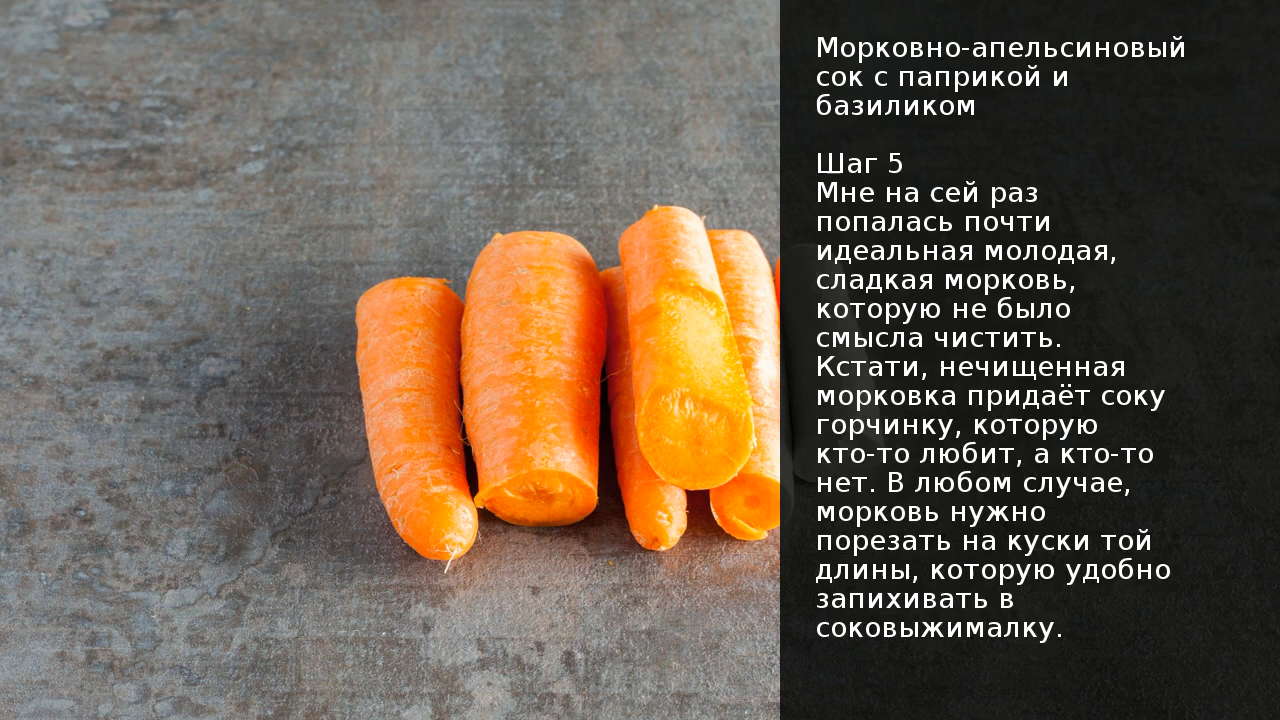 Морковно-апельсиновый
сок с паприкой и
базиликом
Шаг 5
Мне на сей раз
попалась почти
идеальная молодая,
сладкая морковь,
которую не было
смысла чистить.
Кстати, нечищенная
морковка придаёт соку
горчинку, которую
кто-то любит, а кто-то
нет. В любом случае,
морковь нужно
порезать на куски той
длины, которую удобно
запихивать в
соковыжималку.